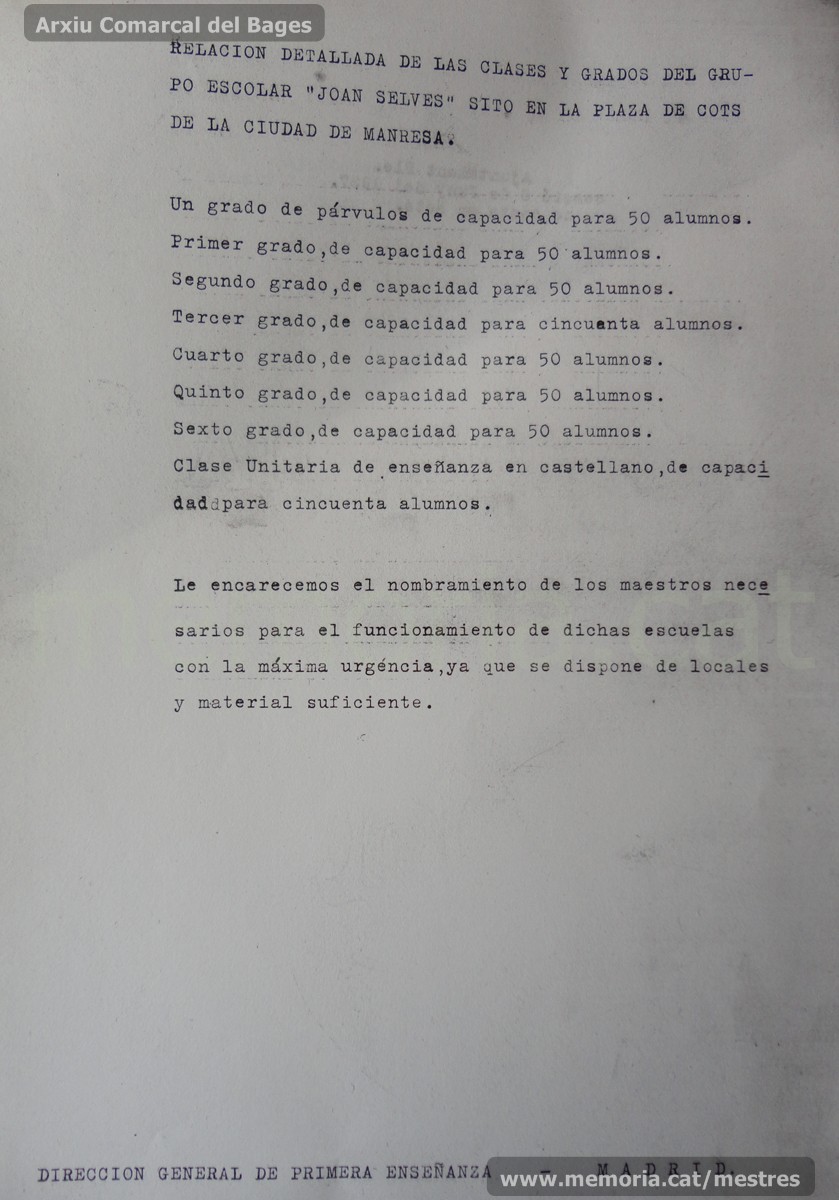 Arxiu Comarcal del Bages
RELACION DETALLADA DE LAS CLASES Y GRADOS DEL GRU-
PO ESCOLAR "JOAN SELVES" SITO EN LA PLAZA DE COTS
DE LA CIUDAD DE MANRESA.
Un grado de párvulos de capacidad para 50 alumnos.
Primer grado,de capacidad para 50 alumnos.
Segundo grado,de capacidad para 50 alumnos.
Tercer grado,de capacidad para cincuenta alumnos.
Cuarto grado,de capacidad para 50 alumnos.
Quinto grado,de capacidad para 50 alumnos.
Sexto grado,de capacidad para 50 alumnos.
Clase Unitaria de enseñanza en castellano,de capaci
dad para cincuenta alumnos.
Le encarecemos el nombramiento de los maestros nece
sarios para el funcionamiento de dichas escuelas
con la máxima urgéncia,ya que se dispone de locales
y material suficiente.
DIRECCION GENERAL DE PRIMERA ENSEÑANZA - MADRID.
www.memoria.cat/mestres